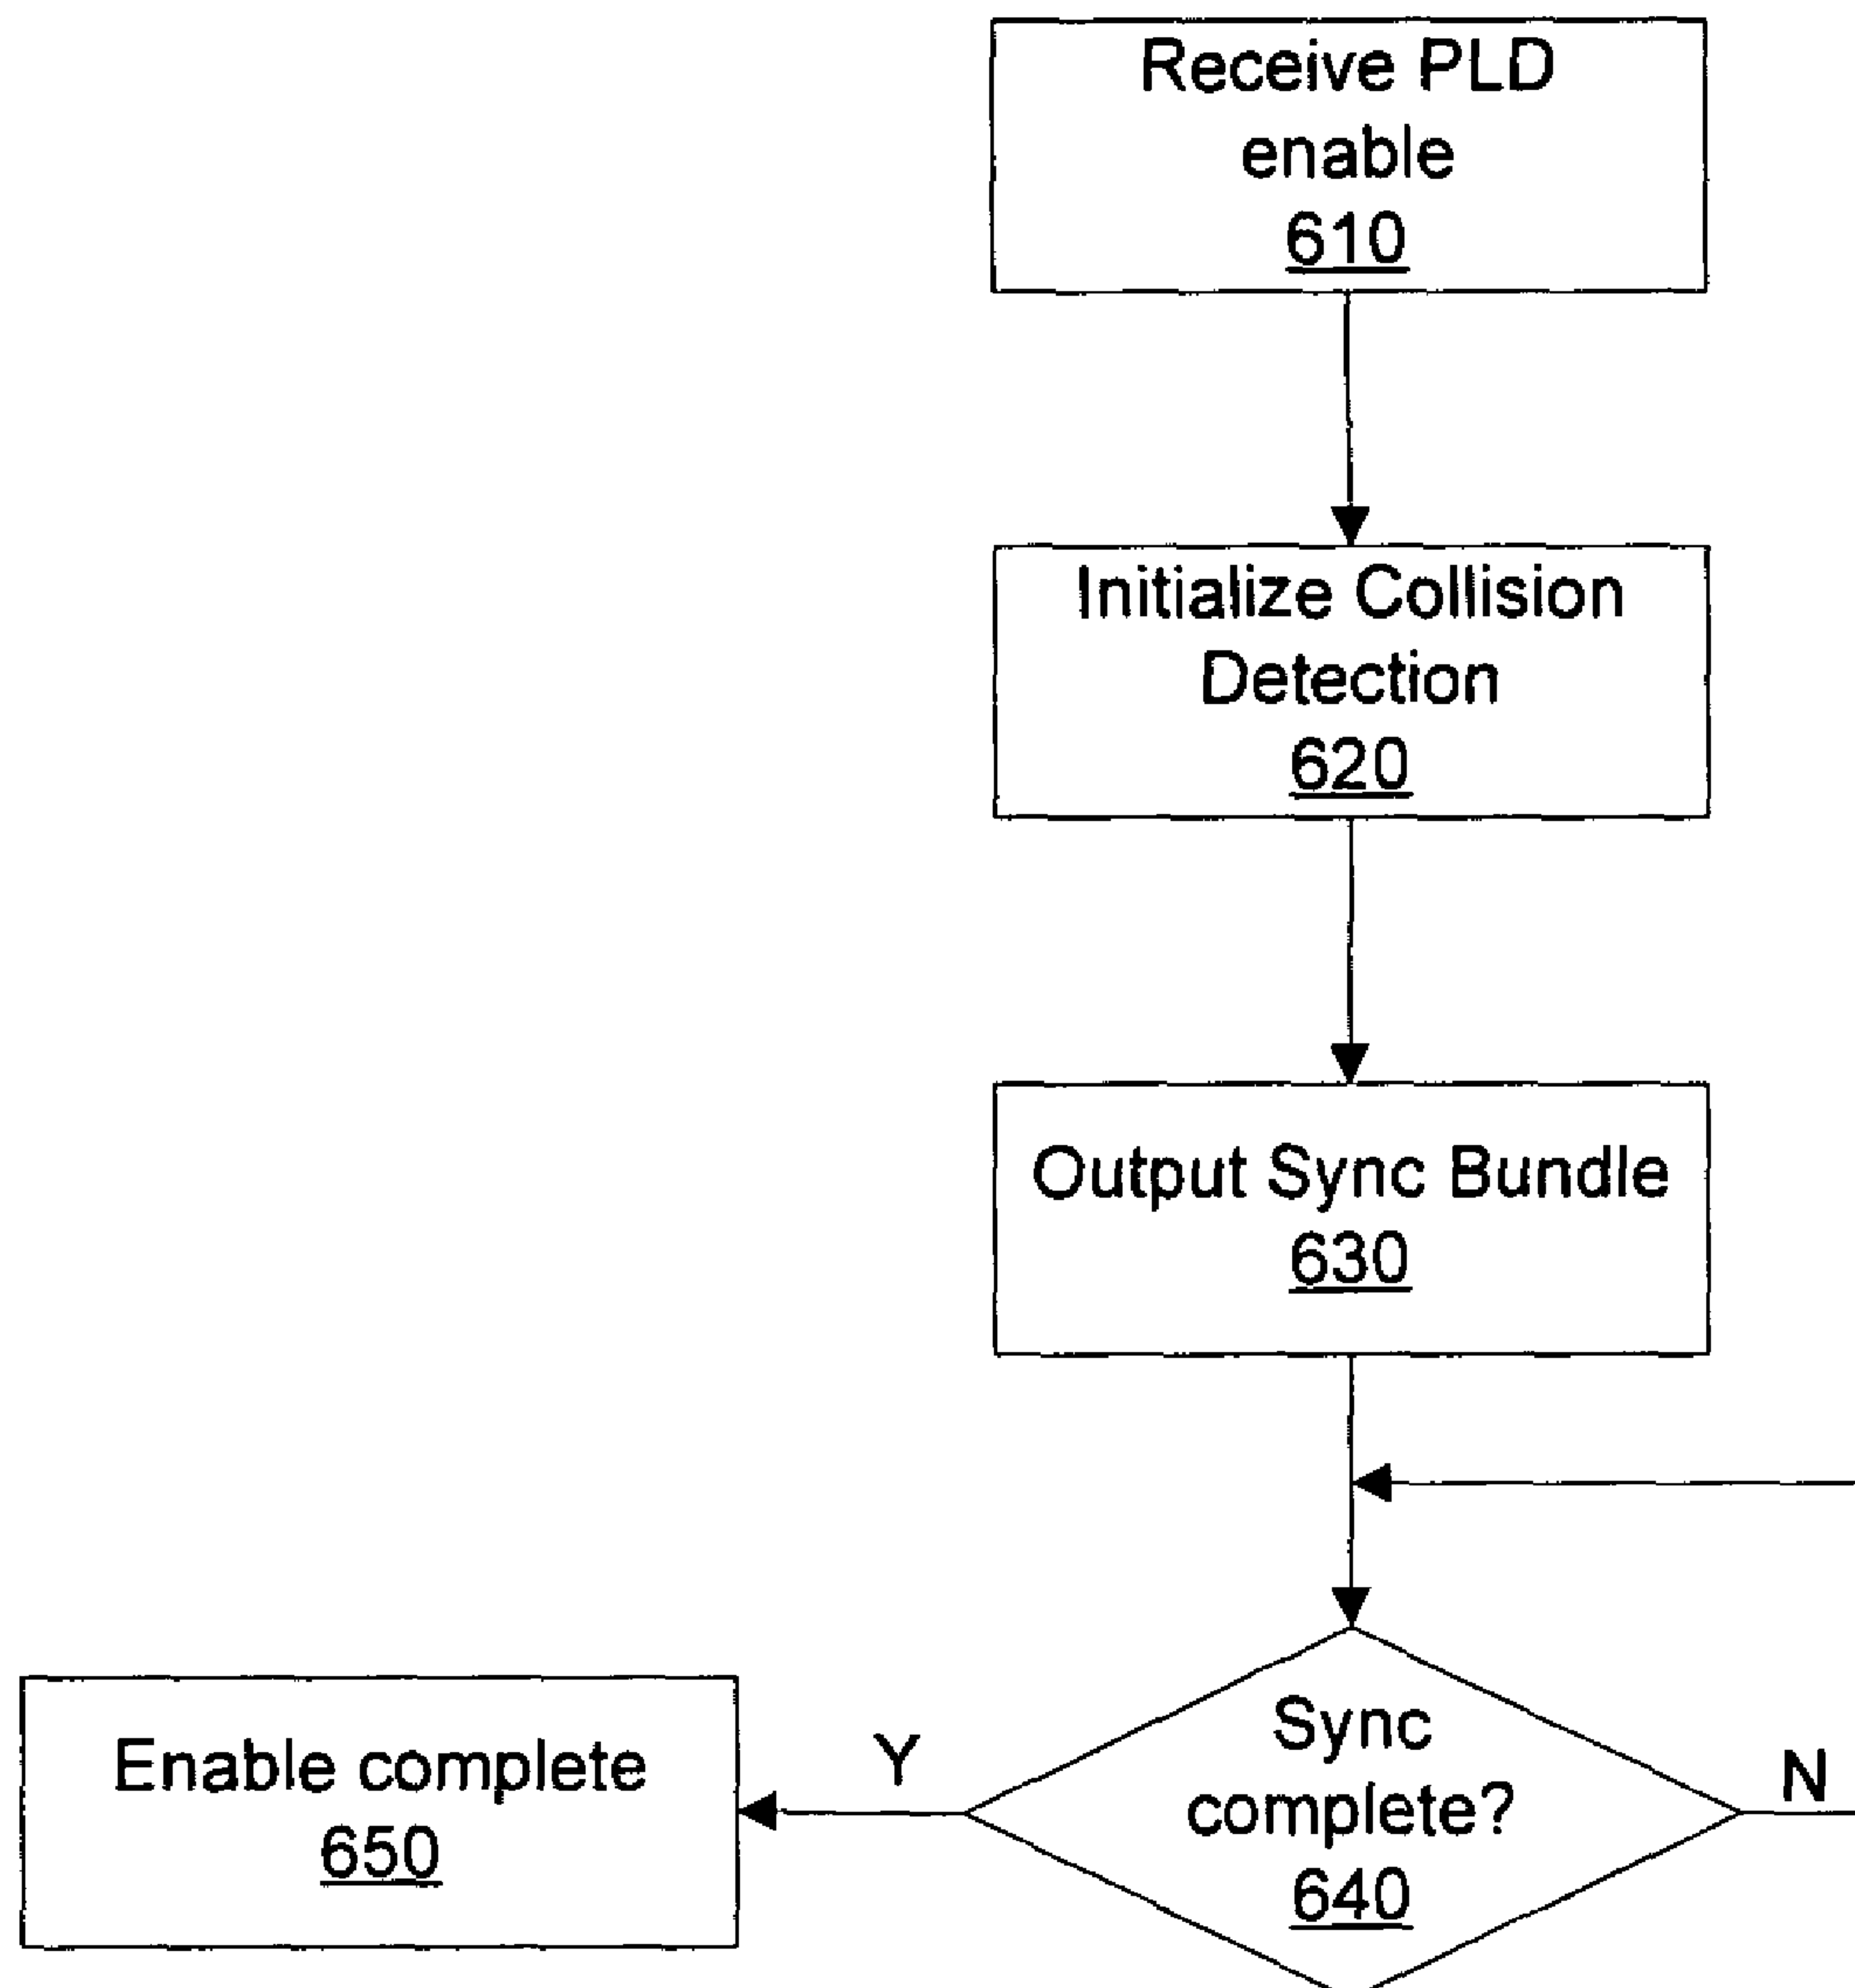 Receive PLD
enable
610
Initialize Collision
Detection
620
Output Sync Bundle
630
Sync
complete?
640
Y
N
Enable complete
650